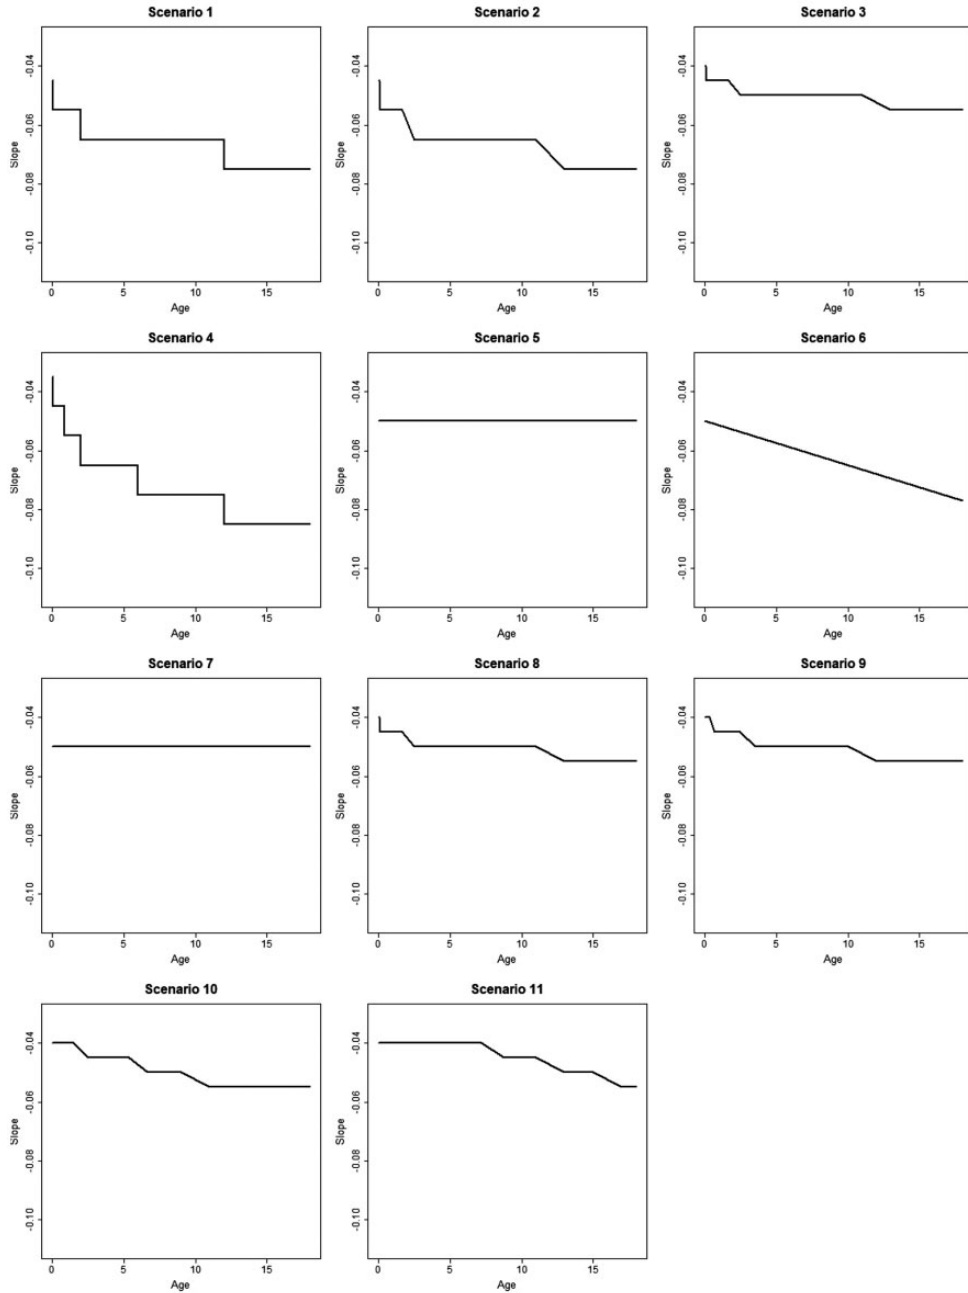 Scenario 1
Slope
-0.04
-0.06
-0.08
-0.10
0 5 10 15
Age
Scenario 2
Slope
-0.04
-0.06
-0.08
-0.10
0 5 10 15
Age
Scenario 3
Slope
-0.04
-0.06
-0.08
-0.10
0 5 10 15
Age
Scenario 4
Slope
-0.04
-0.06
-0.08
-0.10
0 5 10 15
Age
Scenario 5
Slope
-0.04
-0.06
-0.08
-0.10
0 5 10 15
Age
Scenario 6
Slope
-0.04
-0.06
-0.08
-0.10
0 5 10 15
Age
Scenario 7
Slope
-0.04
-0.06
-0.08
-0.10
0 5 10 15
Age
Scenario 8
Slope
-0.04
-0.06
-0.08
-0.10
0 5 10 15
Age
Scenario 9
Slope
-0.04
-0.06
-0.08
-0.10
0 5 10 15
Age
Scenario 10
Slope
-0.04
-0.06
-0.08
-0.10
0 5 10 15
Age
Scenario 11
Slope
-0.04
-0.06
-0.08
-0.10
0 5 10 15
Age